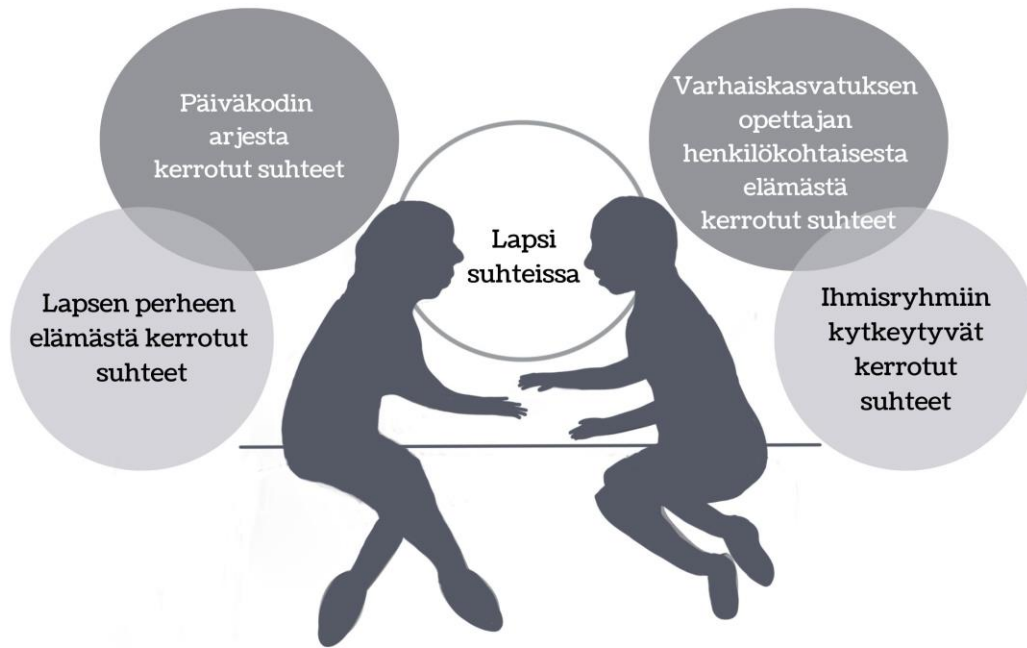 Päiväkodin
arjesta
kerrotut suhteet
Varhaiskasvatuksen
opettajan
henkilökohtaisesta
elämästä
kerrotut suhteet
Lapsi
suhteissa
Lapsen perheen
elämästä kerrotut
suhteet
Ihmisryhmiin
kytkeytyvät
kerrotut
suhteet